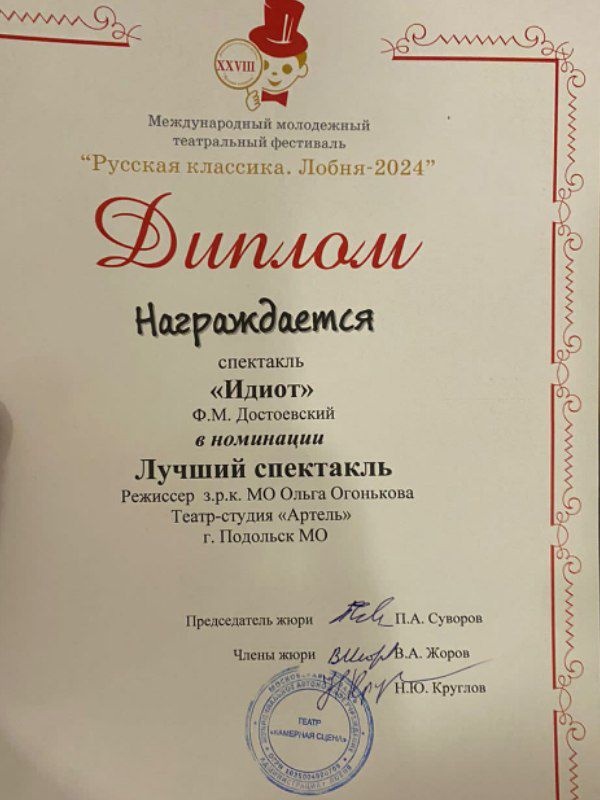 XXVIII
Международный молодежный
театральный фестиваль
“Русская классика. Лобня-2024”
Диплом
Награждается
спектакль
«Идиот»
Ф.М. Достоевский
в номинации
Лучший спектакль
Режиссер з.р.к. МО Ольга Огонькова
Театр-студия «Артель»
г. Подольск МО
Председатель жюри П.А. Суворов
Члены жюри В.А. Жоров
Н.Ю. Круглов
ТЕАТР
«КАМЕРНАЯ СЦЕНА»